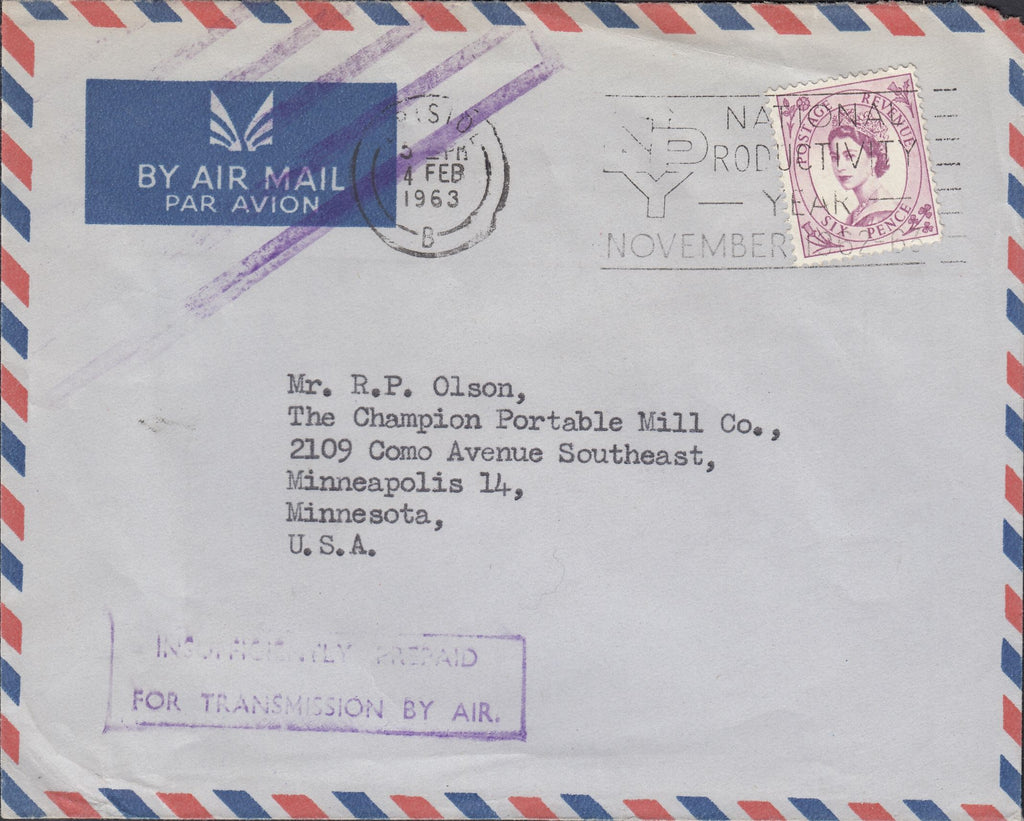 BY AIR MAIL
PAR AVION
FEB
1963
B
NATIONAL
PRODUCTIVITY
— YEAR —
NOVEMBER
POSTAGE REVENUE
SIX PENCE
Mr. R.P. Olson,
The Champion Portable Mill Co.,
2109 Como Avenue Southeast,
Minneapolis 14,
Minnesota,
U.S.A.
INSUFFICIENTLY PREPAID
FOR TRANSMISSION BY AIR.